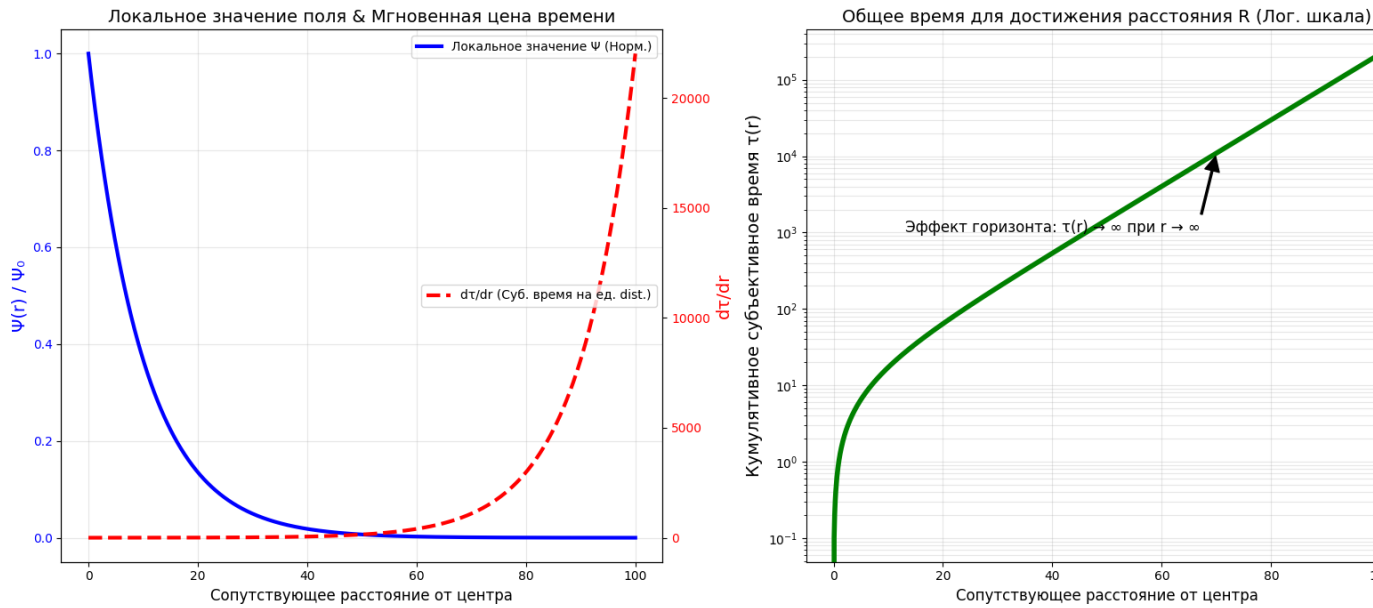 Локальное значение поля & Мгновенная цена времени
Локальное значение Ψ (Норм.)
dτ/dr (Суб. время на ед. dist.)
Ψ(r) / Ψ₀
1.0
0.8
0.6
0.4
0.2
0.0
20000
15000
10000
5000
0
dτ/dr
0 20 40 60 80 100
Сопутствующее расстояние от центра
Общее время для достижения расстояния R (Лог. шкала)
Кумулятивное субъективное время τ(r)
10⁵
10⁴
10³
10²
10¹
10⁰
10⁻¹
Эффект горизонта: τ(r) → ∞ при r → ∞
0 20 40 60 80
Сопутствующее расстояние от центра